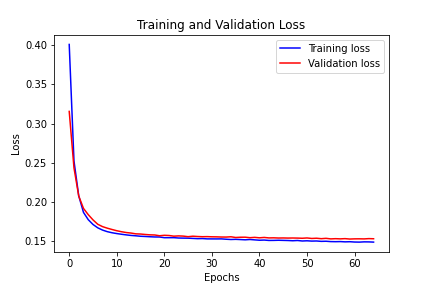 Training and Validation Loss
Training loss
Validation loss
Loss
0.40
0.35
0.30
0.25
0.20
0.15
0 10 20 30 40 50 60
Epochs